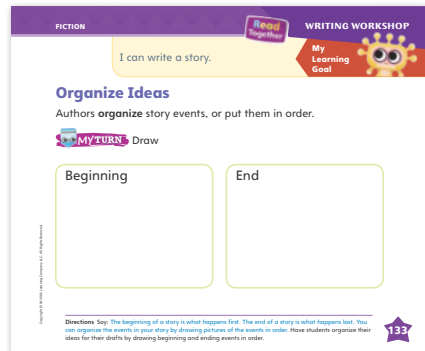 FICTION
Read Together
WRITING WORKSHOP
I can write a story.
My
Learning
Goal
Organize Ideas
Authors organize story events, or put them in order.
MY TURN Draw
Beginning
End
Directions Say: The beginning of a story is what happens first. The end of a story is what happens last. You
can organize the events in your story by drawing pictures of the events in order. Have students organize their
ideas for their drafts by drawing beginning and ending events in order.
133